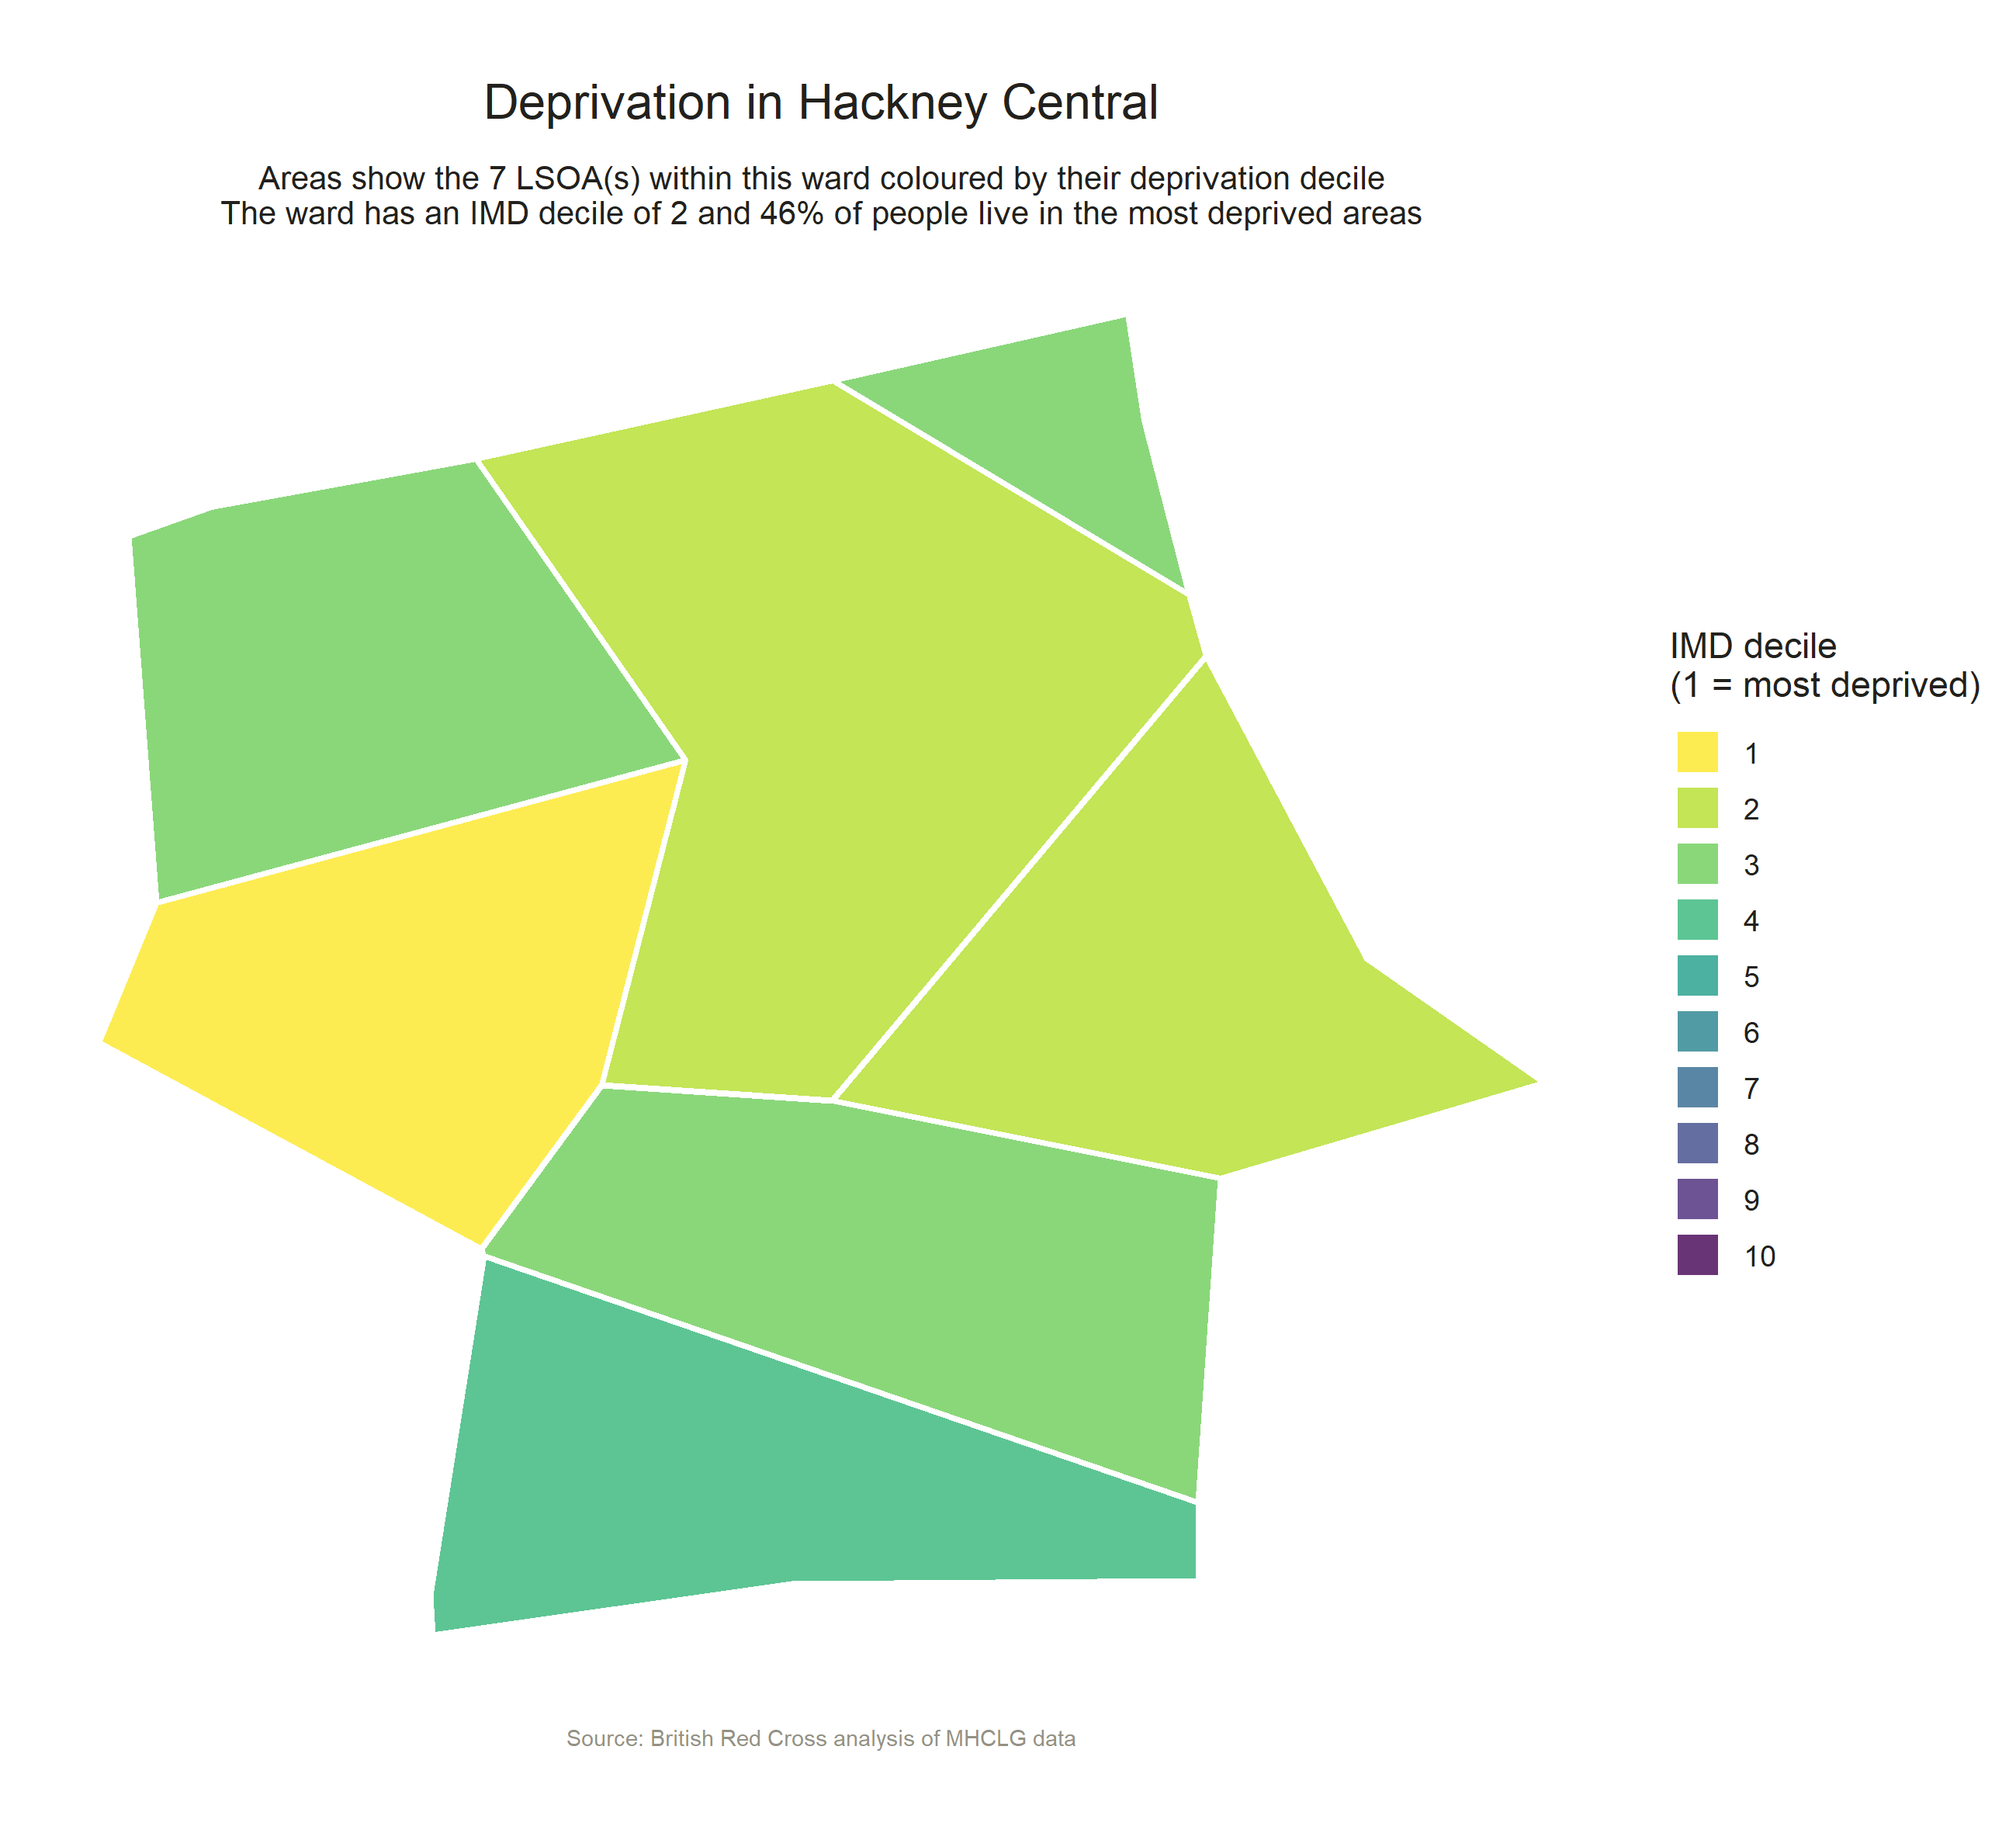 Deprivation in Hackney Central
Areas show the 7 LSOA(s) within this ward coloured by their deprivation decile
The ward has an IMD decile of 2 and 46% of people live in the most deprived areas
IMD decile
(1 = most deprived)
1
2
3
4
5
6
7
8
9
10
Source: British Red Cross analysis of MHCLG data